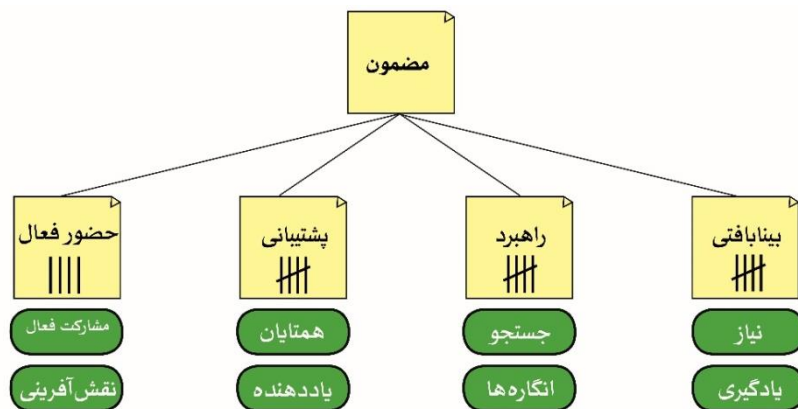 مضمون
بینابافتی
راهبرد
پشتیبانی
حضور فعال
نیاز
جستجو
همتایان
مشارکت فعال
یادگیری
انگاره‌ها
یاددهنده
نقش‌آفرینی